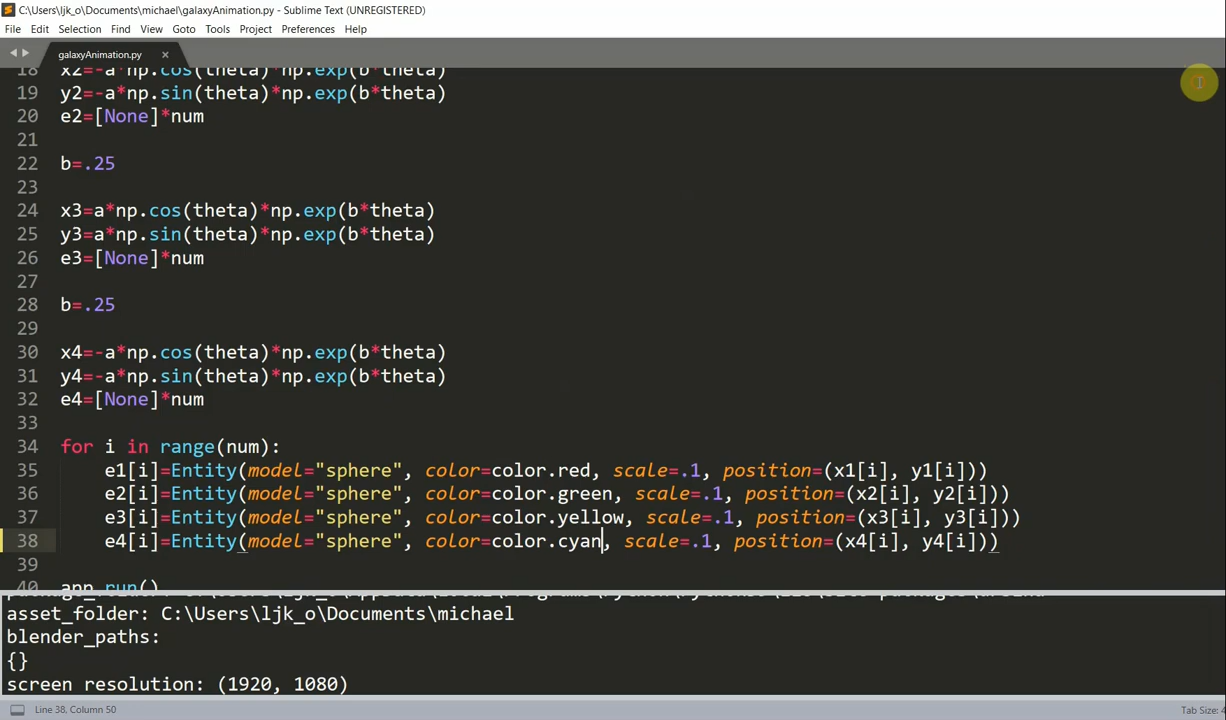 C:\Users\ljk_o\Documents\michael\galaxyAnimation.py - Sublime Text (UNREGISTERED)
File Edit Selection Find View Goto Tools Project Preferences Help
galaxyAnimation.py ×
18 x2=-a*np.cos(theta)*np.exp(b*theta)
19 y2=-a*np.sin(theta)*np.exp(b*theta)
20 e2=[None]*num
21
22 b=.25
23
24 x3=a*np.cos(theta)*np.exp(b*theta)
25 y3=a*np.sin(theta)*np.exp(b*theta)
26 e3=[None]*num
27
28 b=.25
29
30 x4=-a*np.cos(theta)*np.exp(b*theta)
31 y4=-a*np.sin(theta)*np.exp(b*theta)
32 e4=[None]*num
33
34 for i in range(num):
35 e1[i]=Entity(model="sphere", color=color.red, scale=.1, position=(x1[i], y1[i]))
36 e2[i]=Entity(model="sphere", color=color.green, scale=.1, position=(x2[i], y2[i]))
37 e3[i]=Entity(model="sphere", color=color.yellow, scale=.1, position=(x3[i], y3[i]))
38 e4[i]=Entity(model="sphere", color=color.cyan, scale=.1, position=(x4[i], y4[i]))
39
40 app.run()
asset_folder: C:\Users\ljk_o\Documents\michael
blender_paths:
{}
screen resolution: (1920, 1080)
Line 38, Column 50
Tab Size: 4